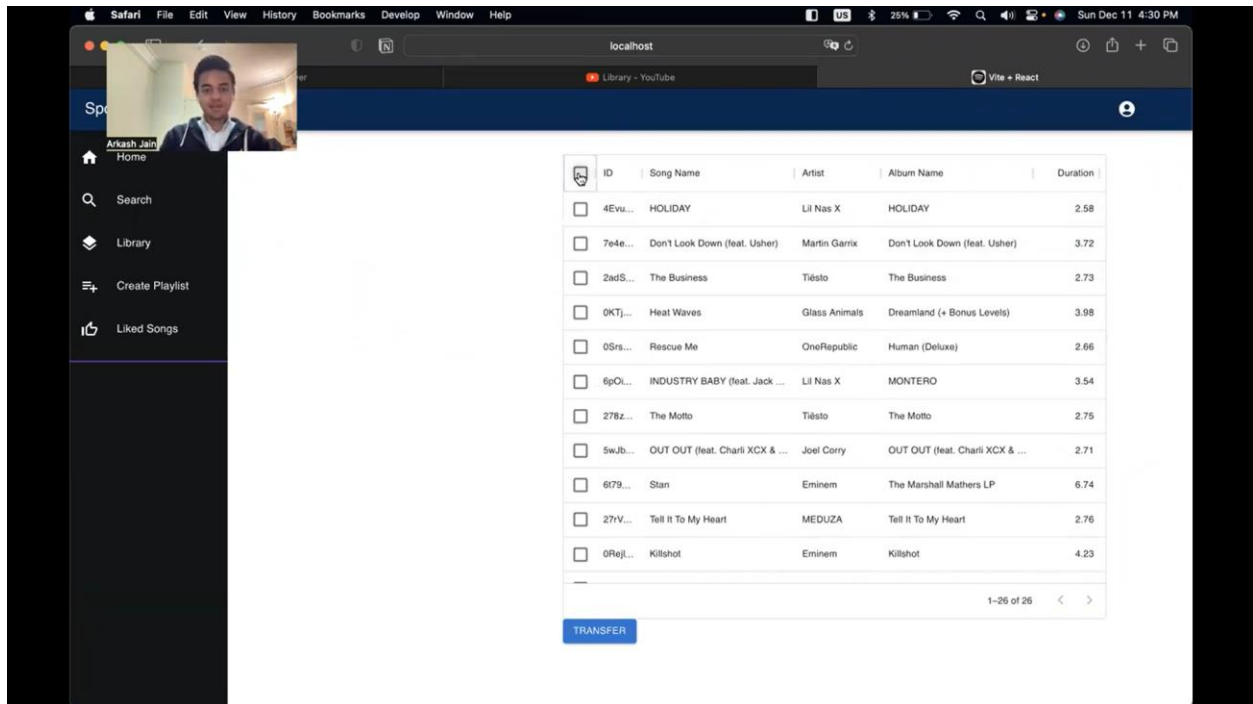 Safari File Edit View History Bookmarks Develop Window Help US 25% Sun Dec 11 4:30 PM
localhost
Library - YouTube Vite + React
Arkash Jain
Home
Search
Library
Create Playlist
Liked Songs
ID Song Name Artist Album Name Duration
4Evu... HOLIDAY Lil Nas X HOLIDAY 2.58
7e4e... Don't Look Down (feat. Usher) Martin Garrix Don't Look Down (feat. Usher) 3.72
2adS... The Business Tiësto The Business 2.73
0KTj... Heat Waves Glass Animals Dreamland (+ Bonus Levels) 3.98
0Srs... Rescue Me OneRepublic Human (Deluxe) 2.66
6pOi... INDUSTRY BABY (feat. Jack ... Lil Nas X MONTERO 3.54
278z... The Motto Tiësto The Motto 2.75
5wJb... OUT OUT (feat. Charli XCX & ... Joel Corry OUT OUT (feat. Charli XCX & ... 2.71
6t79... Stan Eminem The Marshall Mathers LP 6.74
27rV... Tell It To My Heart MEDUZA Tell It To My Heart 2.76
0Rejl... Killshot Eminem Killshot 4.23
1–26 of 26
TRANSFER